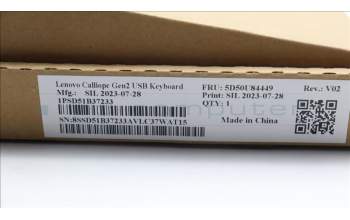 Lenovo Calliope Gen2 USB Keyboard FRU: 5D50U84449 Rev.: V02
Mfg.: SIL 2023-07-28 Print: SIL 2023-07-28
1PSD51B37233 QTY: 1
Made in China
SN:8SSD51B37233AVLC37WAT15